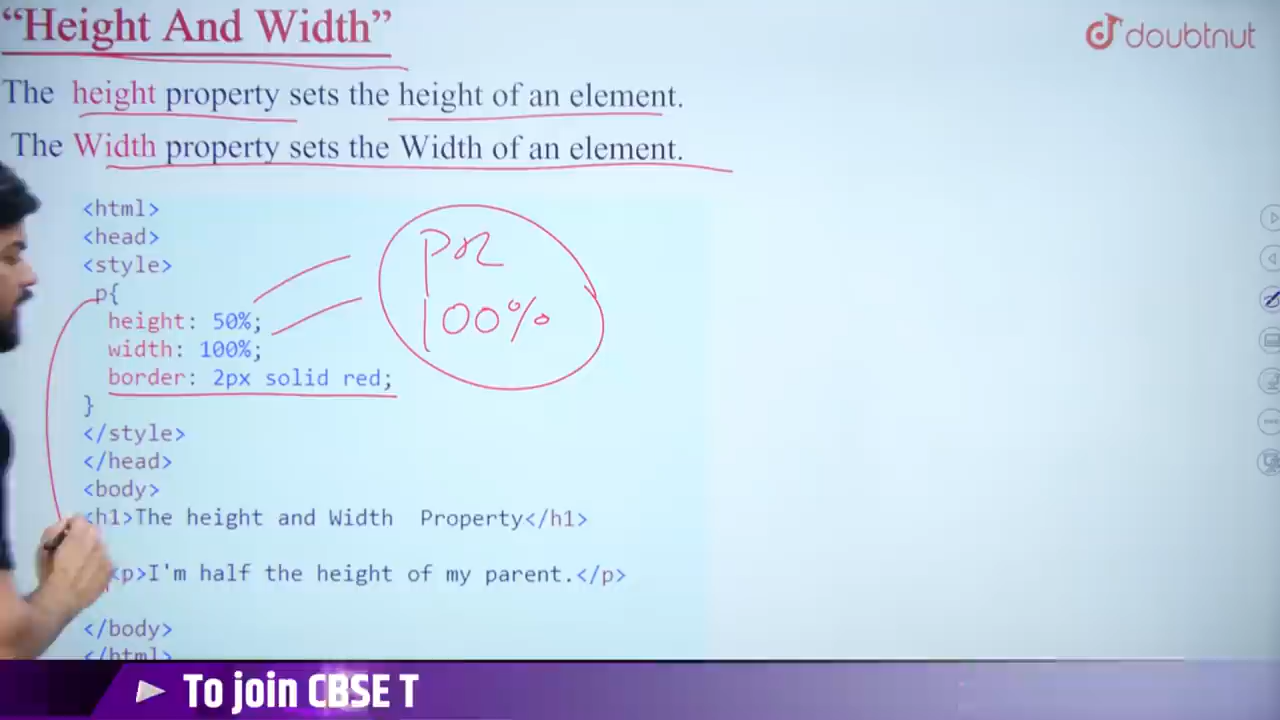 “Height And Width”
doubtnut
The height property sets the height of an element.
The Width property sets the Width of an element.
<html>
<head>
<style>
p{
height: 50%;
width: 100%;
border: 2px solid red;
}
</style>
</head>
<body>
<h1>The height and Width Property</h1>
<p>I'm half the height of my parent.</p>
</body>
</html>
px
100%
To join CBSE T